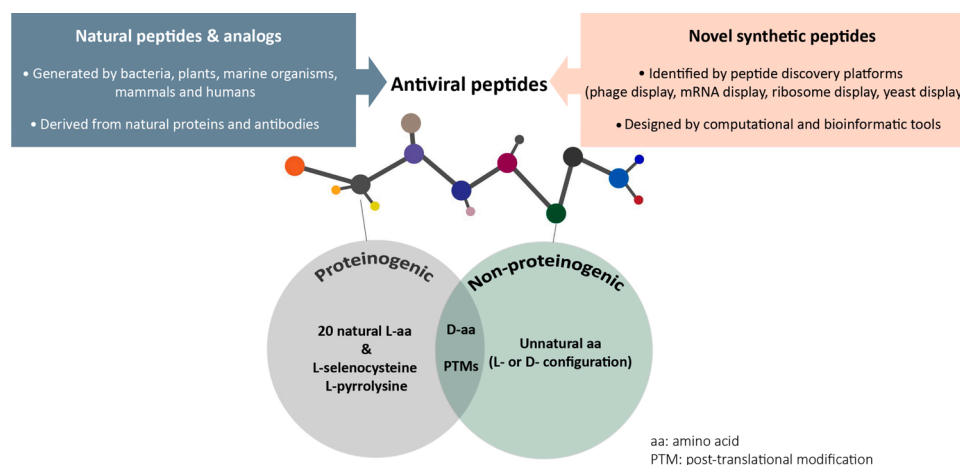 Natural peptides & analogs
• Generated by bacteria, plants, marine organisms,
mammals and humans
• Derived from natural proteins and antibodies
Antiviral peptides
Novel synthetic peptides
• Identified by peptide discovery platforms
(phage display, mRNA display, ribosome display, yeast display
• Designed by computational and bioinformatic tools
Proteinogenic
Non-proteinogenic
20 natural L-aa
&
L-selenocysteine
L-pyrrolysine
D-aa
PTMs
Unnatural aa
(L- or D- configuration)
aa: amino acid
PTM: post-translational modification